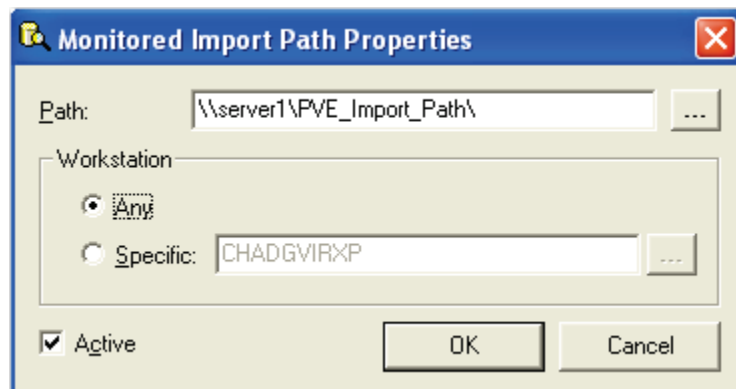 Monitored Import Path Properties
Path: \\server1\PVE_Import_Path\ ...
Workstation
Any
Specific: CHADGVIRXP ...
Active OK Cancel